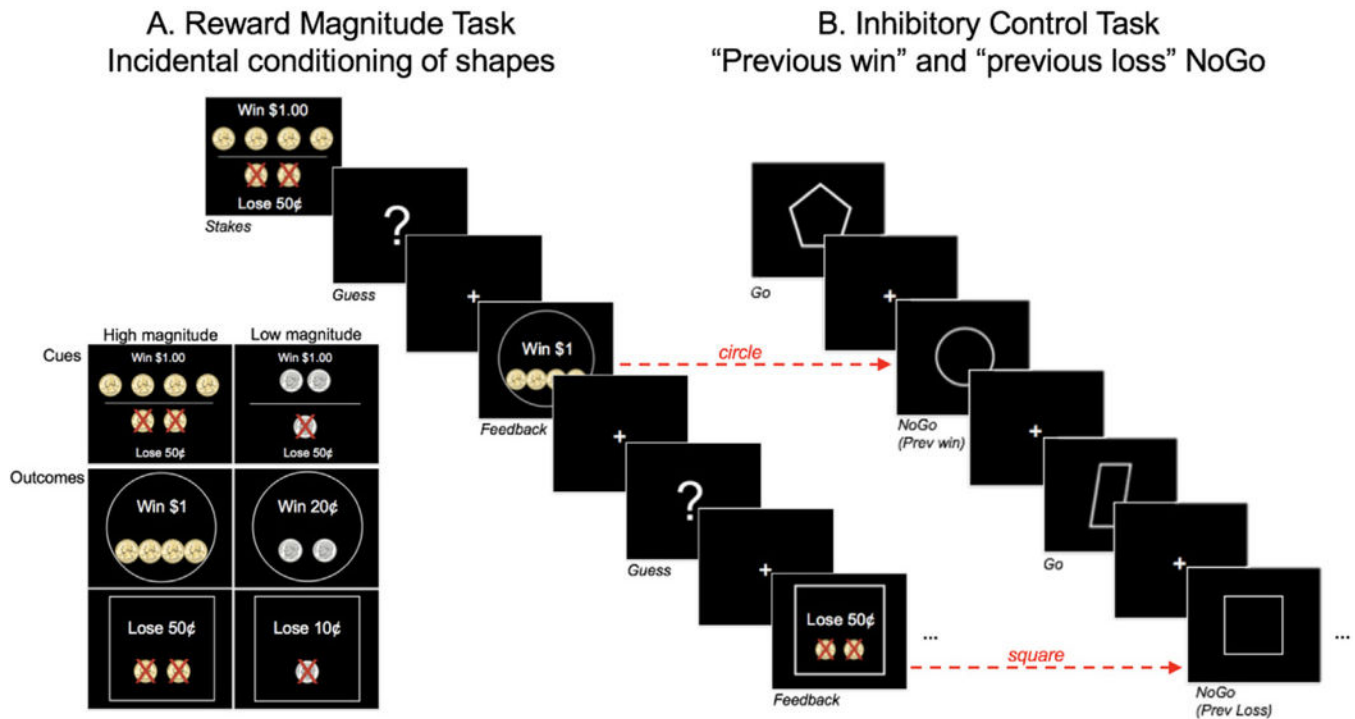 A. Reward Magnitude Task
Incidental conditioning of shapes
B. Inhibitory Control Task
“Previous win” and “previous loss” NoGo
Win $1.00
Lose 50¢
Stakes
?
Guess
+
Win $1
Feedback
+
?
Guess
+
Lose 50¢
Feedback
...
circle
square
High magnitude
Low magnitude
Cues
Win $1.00
Win $1.00
Lose 50¢
Lose 50¢
Outcomes
Win $1
Win 20¢
Lose 50¢
Lose 10¢
Go
+
NoGo
(Prev win)
+
Go
+
NoGo
(Prev Loss)
...